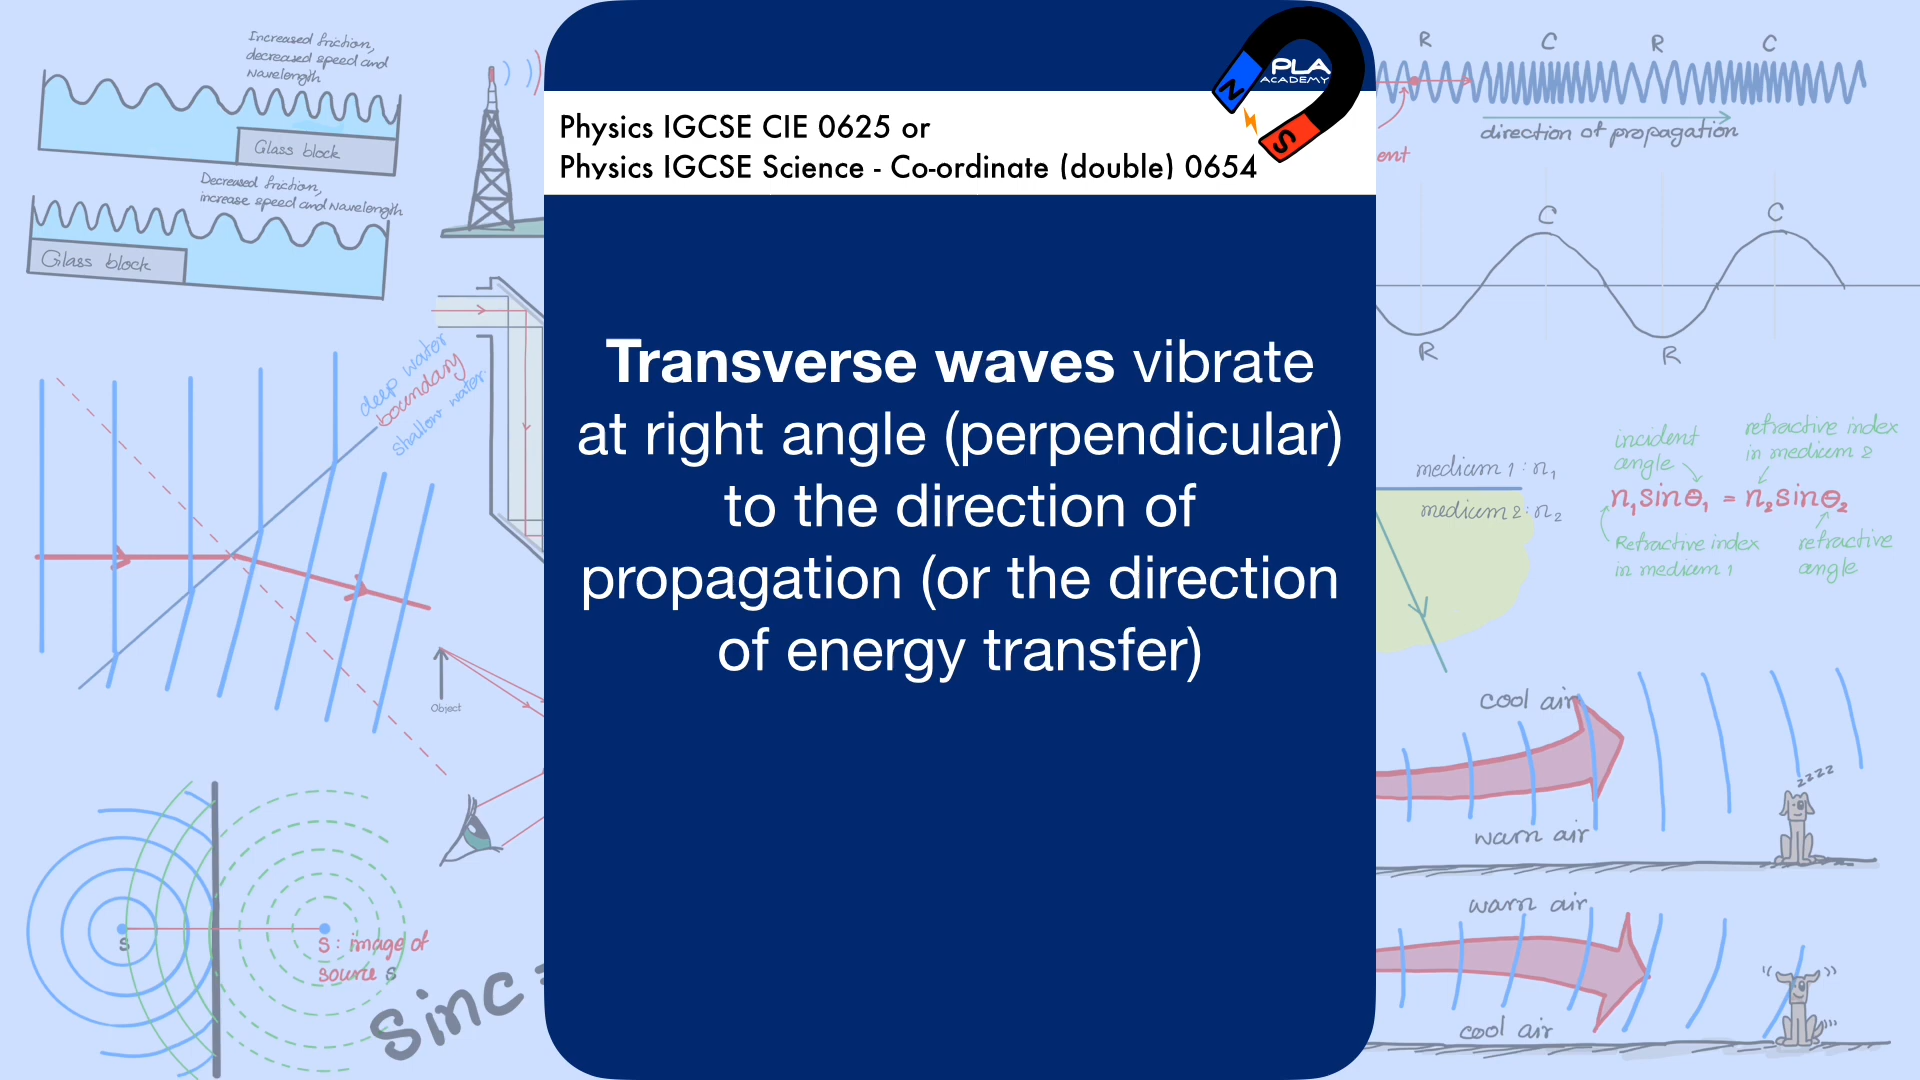 Increased friction,
decreased speed and
wavelength
Glass block
Decreased friction,
increase speed and wavelength
Glass block
deep water
boundary
shallow water
Object
S
S: image of
source S
Sinc =
PLA
ACADEMY
N
S
Physics IGCSE CIE 0625 or
Physics IGCSE Science - Co-ordinate (double) 0654
Transverse waves vibrate
at right angle (perpendicular)
to the direction of
propagation (or the direction
of energy transfer)
R C R C
direction of propagation
ent
C C
R R
medium 1 : n₁
medium 2 : n₂
incident
angle
refractive index
in medium 2
n₁sinθ₁ = n₂sinθ₂
Refractive index
in medium 1
refractive
angle
cool air
zzzz
warm air
warm air
cool air